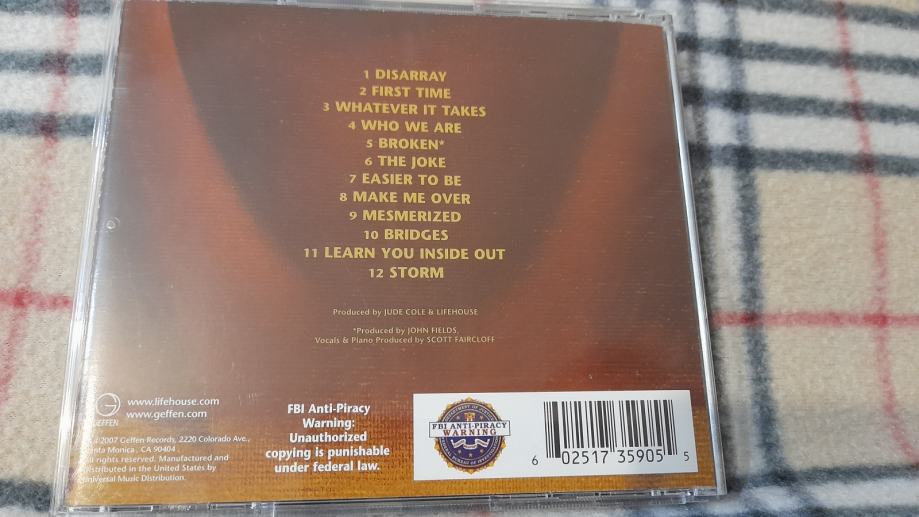 1 DISARRAY
2 FIRST TIME
3 WHATEVER IT TAKES
4 WHO WE ARE
5 BROKEN*
6 THE JOKE
7 EASIER TO BE
8 MAKE ME OVER
9 MESMERIZED
10 BRIDGES
11 LEARN YOU INSIDE OUT
12 STORM
Produced by JUDE COLE & LIFEHOUSE
*Produced by JOHN FIELDS,
Vocals & Piano Produced by SCOTT FAIRCLOFF
GEFFEN
www.lifehouse.com
www.geffen.com
2007 Geffen Records, 2220 Colorado Ave.,
Monica, CA 90404.
rights reserved. Manufactured and
Distributed in the United States by
Universal Music Distribution.
FBI Anti-Piracy
Warning:
Unauthorized
copying is punishable
under federal law.
FBI ANTI-PIRACY
WARNING
6 02517 35905 5